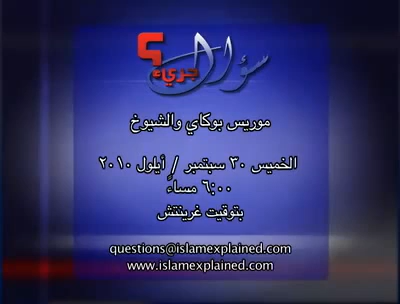 سؤال جريء؟
موريس بوكاي والشيوخ
الخميس ٣٠ سبتمبر / أيلول ٢٠١٠
٦:٠٠ مساءً
بتوقيت غرينتش
questions@islamexplained.com
www.islamexplained.com